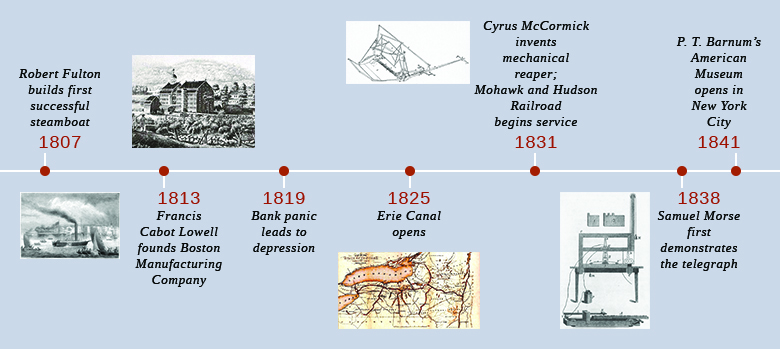 Robert Fulton
builds first
successful
steamboat
1807
1813
Francis
Cabot Lowell
founds Boston
Manufacturing
Company
1819
Bank panic
leads to
depression
1825
Erie Canal
opens
Cyrus McCormick
invents
mechanical
reaper;
Mohawk and Hudson
Railroad
begins service
1831
1838
Samuel Morse
first
demonstrates
the telegraph
P. T. Barnum’s
American
Museum
opens in
New York
City
1841